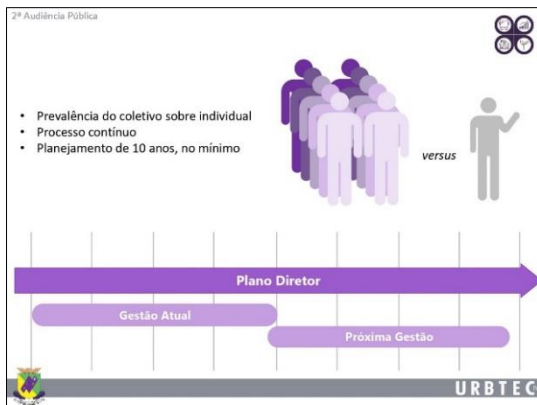 2ª Audiência Pública
• Prevalência do coletivo sobre individual
• Processo contínuo
• Planejamento de 10 anos, no mínimo
versus
Plano Diretor
Gestão Atual
Próxima Gestão
URBTEC